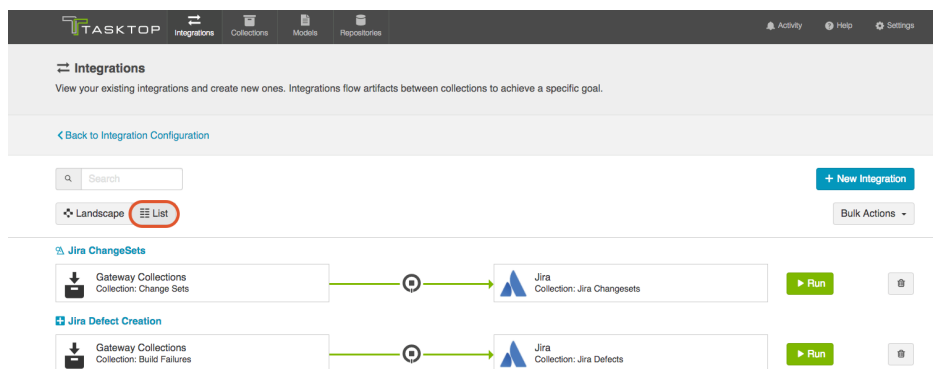 TASKTOP
Integrations
Collections
Models
Repositories
Activity
Help
Settings
Integrations
View your existing integrations and create new ones. Integrations flow artifacts between collections to achieve a specific goal.
Back to Integration Configuration
Search
+ New Integration
Landscape
List
Bulk Actions
Jira ChangeSets
Gateway Collections
Collection: Change Sets
Jira
Collection: Jira Changesets
Run
Jira Defect Creation
Gateway Collections
Collection: Build Failures
Jira
Collection: Jira Defects
Run